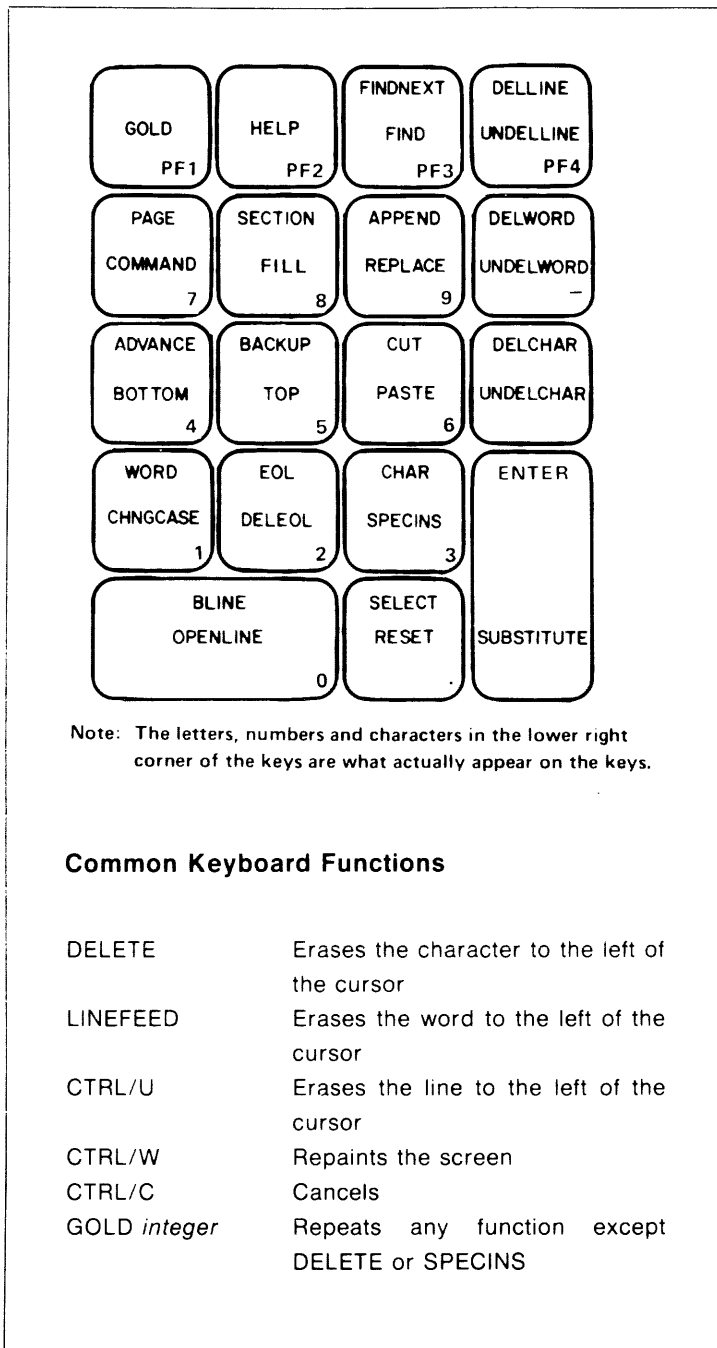 FINDNEXT DELLINE
GOLD HELP FIND UNDELLINE
PF1 PF2 PF3 PF4
PAGE SECTION APPEND DELWORD
COMMAND FILL REPLACE UNDELWORD
7 8 9 –
ADVANCE BACKUP CUT DELCHAR
BOTTOM TOP PASTE UNDELCHAR
4 5 6
WORD EOL CHAR ENTER
CHNGCASE DELEOL SPECINS
1 2 3
BLINE SELECT
OPENLINE RESET SUBSTITUTE
0 .
Note: The letters, numbers and characters in the lower right
corner of the keys are what actually appear on the keys.
Common Keyboard Functions
DELETE Erases the character to the left of
the cursor
LINEFEED Erases the word to the left of the
cursor
CTRL/U Erases the line to the left of the
cursor
CTRL/W Repaints the screen
CTRL/C Cancels
GOLD integer Repeats any function except
DELETE or SPECINS